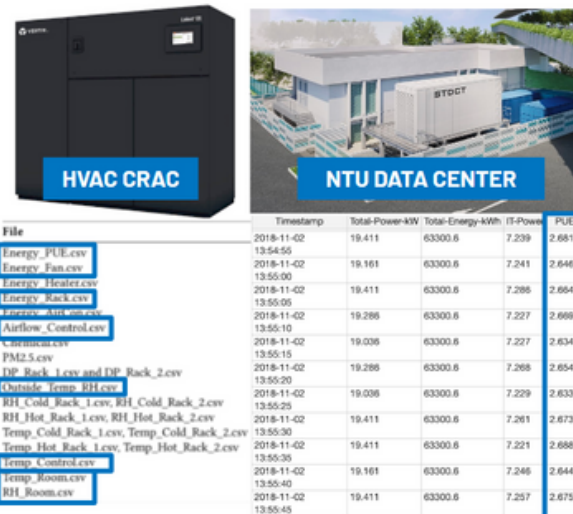 VERTIV.
Liebert
STDCT
HVAC CRAC
NTU DATA CENTER
File
Energy_PUE.csv
Energy_Fan.csv
Energy_Heater.csv
Energy_Rack.csv
Energy_AirCon.csv
Airflow_Control.csv
Chemical.csv
PM2.5.csv
DP_Rack_1.csv and DP_Rack_2.csv
Outside_Temp_RH.csv
RH_Cold_Rack_1.csv, RH_Cold_Rack_2.csv
RH_Hot_Rack_1.csv, RH_Hot_Rack_2.csv
Temp_Cold_Rack_1.csv, Temp_Cold_Rack_2.csv
Temp_Hot_Rack_1.csv, Temp_Hot_Rack_2.csv
Temp_Control.csv
Temp_Room.csv
RH_Room.csv
Timestamp Total-Power-kW Total-Energy-kWh IT-Power PUE
2018-11-02 19.411 63300.6 7.239 2.681
13:54:55
2018-11-02 19.161 63300.6 7.241 2.646
13:55:00
2018-11-02 19.411 63300.6 7.286 2.664
13:55:05
2018-11-02 19.286 63300.6 7.227 2.669
13:55:10
2018-11-02 19.036 63300.6 7.227 2.634
13:55:15
2018-11-02 19.286 63300.6 7.268 2.654
13:55:20
2018-11-02 19.036 63300.6 7.229 2.633
13:55:25
2018-11-02 19.411 63300.6 7.261 2.673
13:55:30
2018-11-02 19.411 63300.6 7.221 2.688
13:55:35
2018-11-02 19.161 63300.6 7.246 2.644
13:55:40
2018-11-02 19.411 63300.6 7.257 2.675
13:55:45